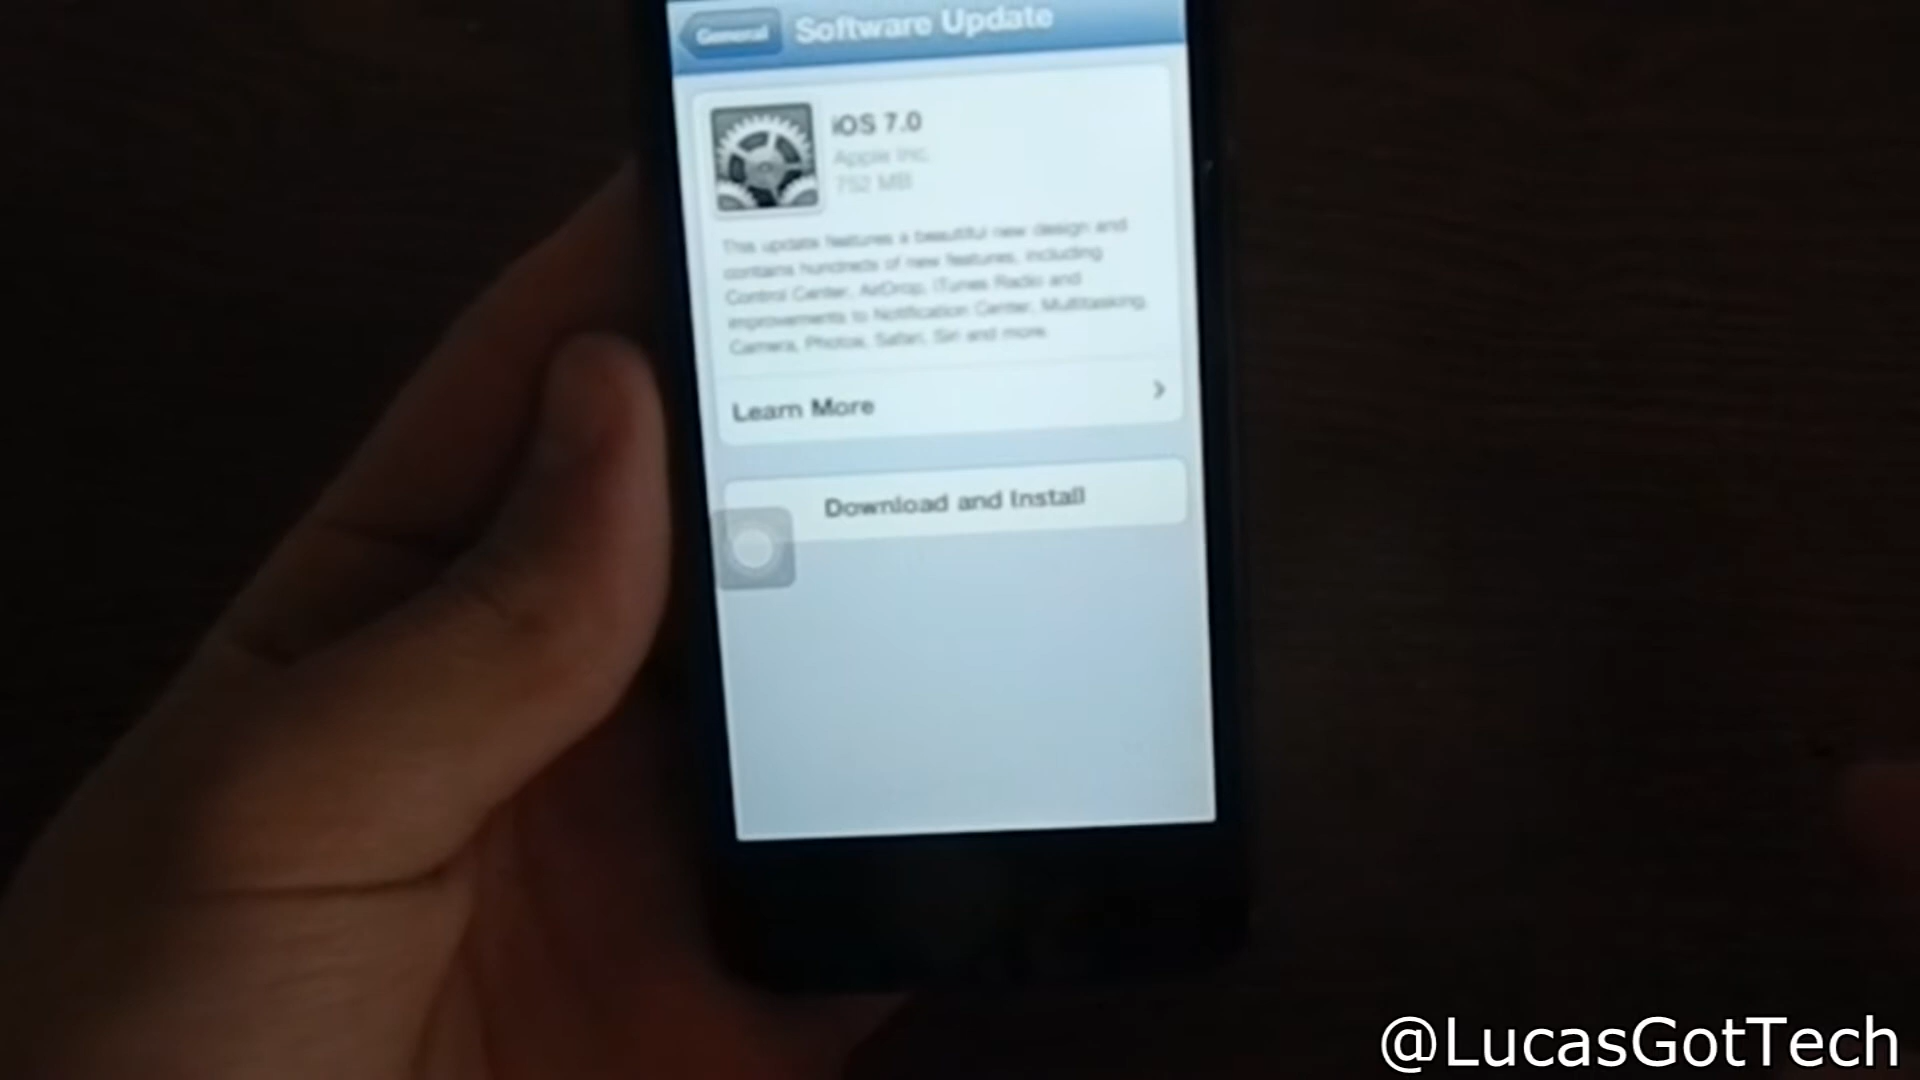 General
Software Update
iOS 7.0
Apple Inc.
752 MB
This update features a beautiful new design and
contains hundreds of new features, including
Control Center, AirDrop, iTunes Radio and
improvements to Notification Center, Multitasking,
Camera, Photos, Safari, Siri and more.
Learn More
Download and Install
@LucasGotTech